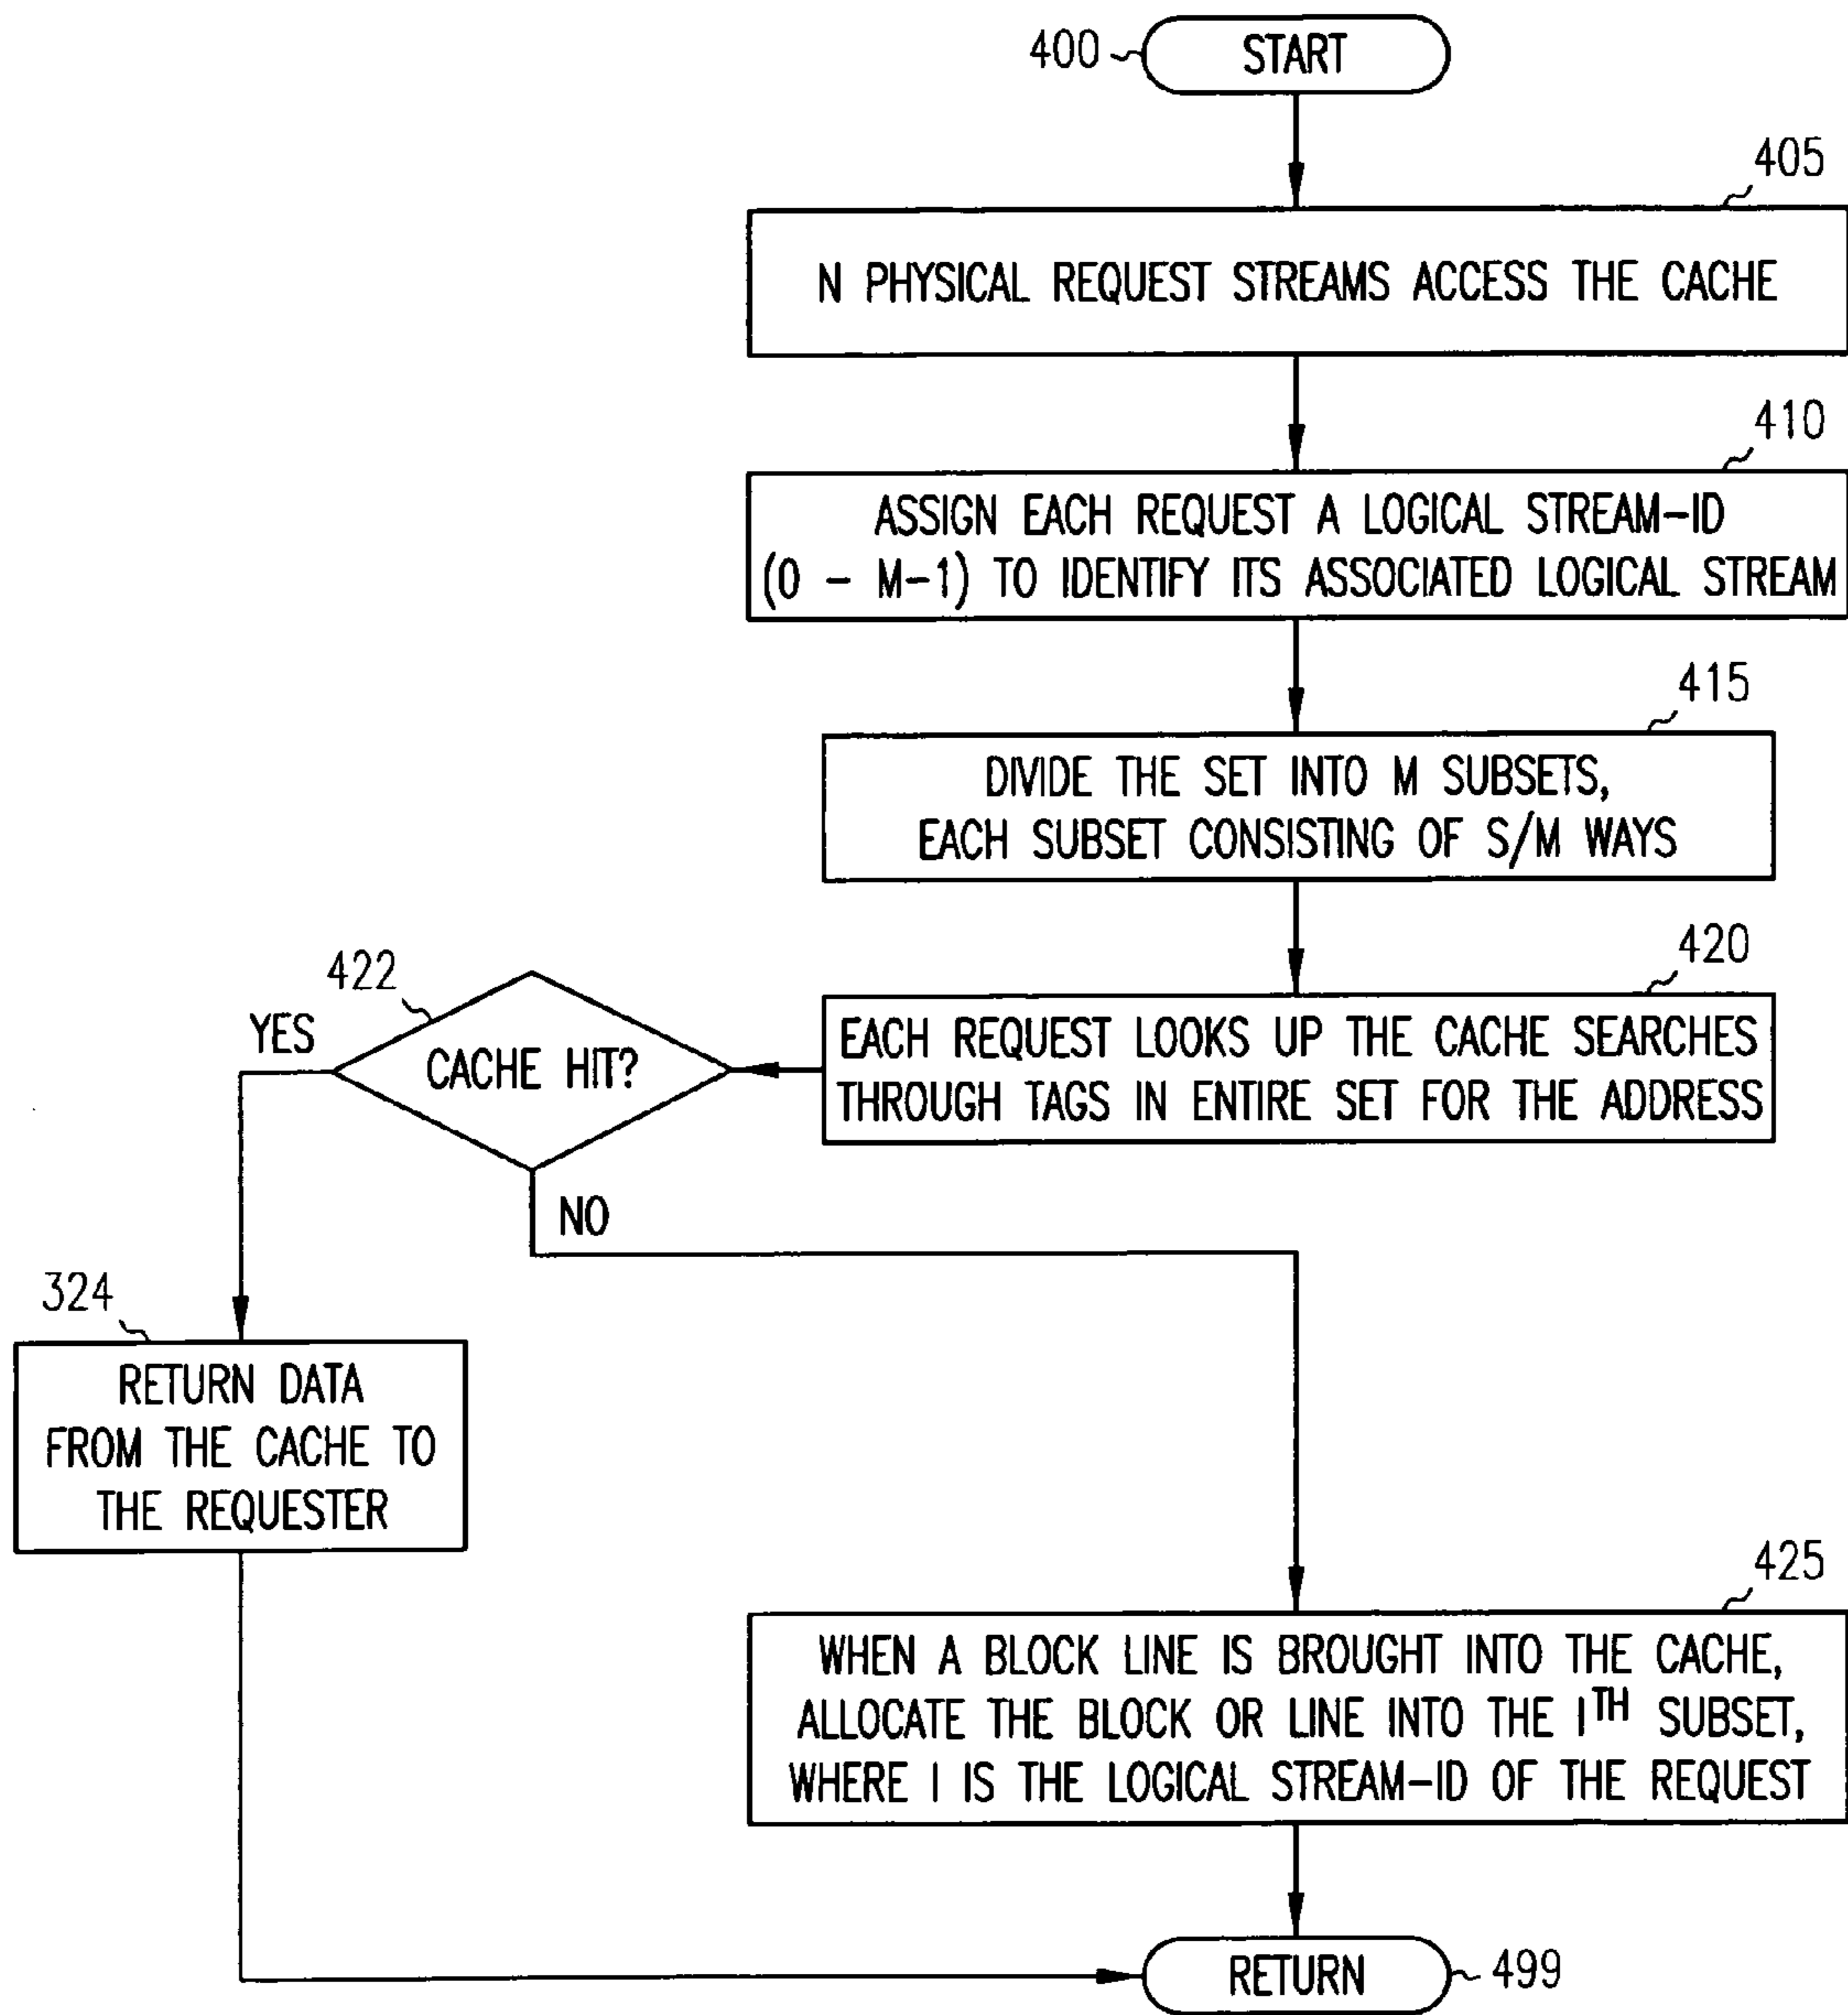 400
START
405
N PHYSICAL REQUEST STREAMS ACCESS THE CACHE
410
ASSIGN EACH REQUEST A LOGICAL STREAM-ID
(0 - M-1) TO IDENTIFY ITS ASSOCIATED LOGICAL STREAM
415
DIVIDE THE SET INTO M SUBSETS,
EACH SUBSET CONSISTING OF S/M WAYS
420
EACH REQUEST LOOKS UP THE CACHE SEARCHES
THROUGH TAGS IN ENTIRE SET FOR THE ADDRESS
422
YES
CACHE HIT?
NO
324
RETURN DATA
FROM THE CACHE TO
THE REQUESTER
425
WHEN A BLOCK LINE IS BROUGHT INTO THE CACHE,
ALLOCATE THE BLOCK OR LINE INTO THE I^TH SUBSET,
WHERE I IS THE LOGICAL STREAM-ID OF THE REQUEST
RETURN
499